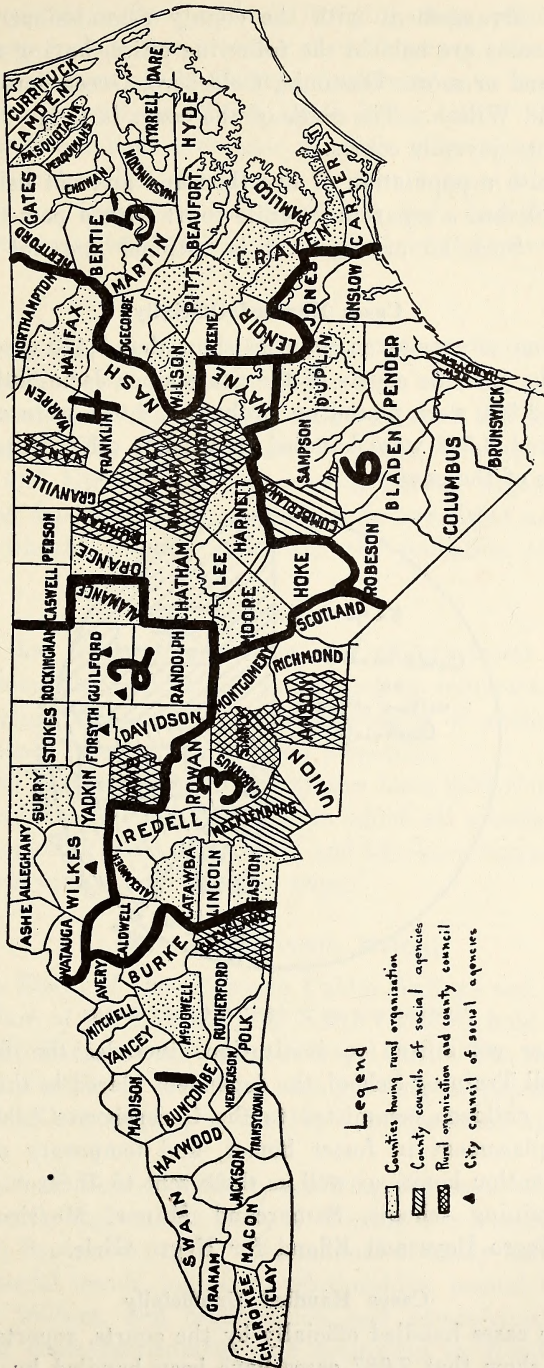 CURRITUCK
CAMDEN
PASQUOTANK
PERQUIMANS
GATES
CHOWAN
HERTFORD
BERTIE
5
WASHINGTON
TYRRELL
DARE
HYDE
MARTIN
BEAUFORT
PAMLICO
CARTERET
CRAVEN
PITT
NORTHAMPTON
HALIFAX
EDGECOMBE
NASH
WILSON
GREENE
LENOIR
JONES
ONSLOW
WARREN
4
VANCE
FRANKLIN
WAYNE
DUPLIN
PENDER
NEW HANOVER
GRANVILLE
WAKE
RALEIGH
JOHNSTON
SAMPSON
6
BLADEN
BRUNSWICK
COLUMBUS
PERSON
DURHAM
ORANGE
CHATHAM
LEE
HARNETT
CUMBERLAND
HOKE
ROBESON
CASWELL
ALAMANCE
MOORE
SCOTLAND
ROCKINGHAM
GUILFORD
2
RANDOLPH
MONTGOMERY
RICHMOND
STOKES
FORSYTH
DAVIDSON
STANLY
ANSON
SURRY
YADKIN
DAVIE
ROWAN
3
CABARRUS
UNION
ALLEGHANY
WILKES
IREDELL
MECKLENBURG
ASHE
ALEXANDER
CATAWBA
LINCOLN
GASTON
WATAUGA
CALDWELL
CLEVELAND
AVERY
BURKE
MITCHELL
McDOWELL
RUTHERFORD
YANCEY
POLK
MADISON
1
BUNCOMBE
HENDERSON
HAYWOOD
TRANSYLVANIA
SWAIN
JACKSON
GRAHAM
MACON
CHEROKEE
CLAY
Legend
Counties having rural organization
County councils of social agencies
Rural organization and county council
City council of social agencies